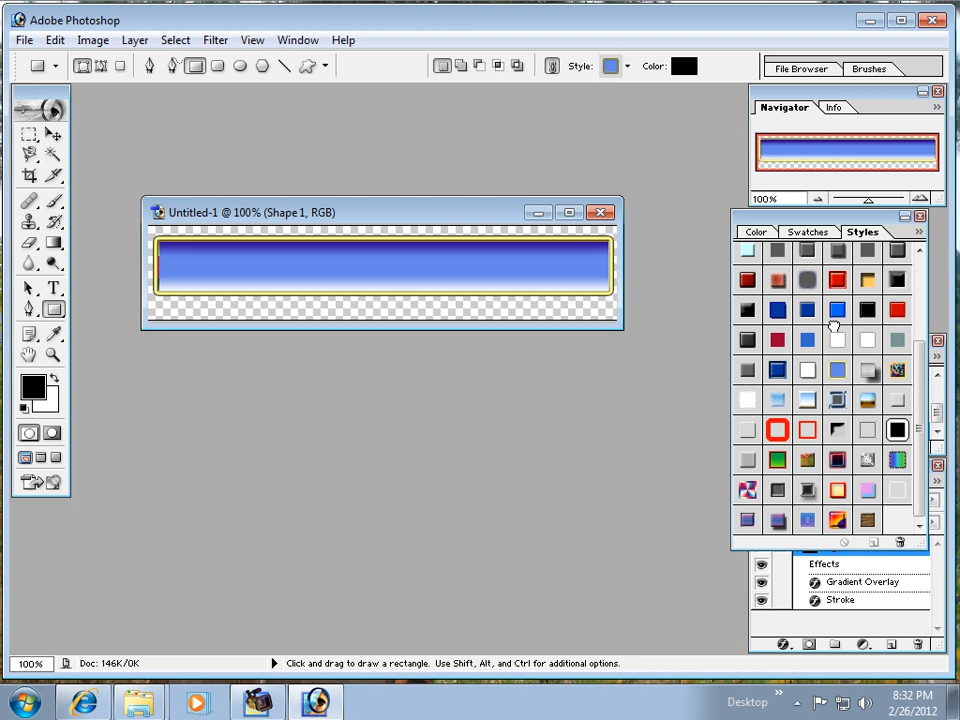 Adobe Photoshop
File Edit Image Layer Select Filter View Window Help
Style: Color: File Browser Brushes
Navigator Info
100%
Untitled-1 @ 100% (Shape 1, RGB)
Color Swatches Styles
T
Effects
Gradient Overlay
Stroke
100% Doc: 146K/0K Click and drag to draw a rectangle. Use Shift, Alt, and Ctrl for additional options.
Desktop
8:32 PM
2/26/2012